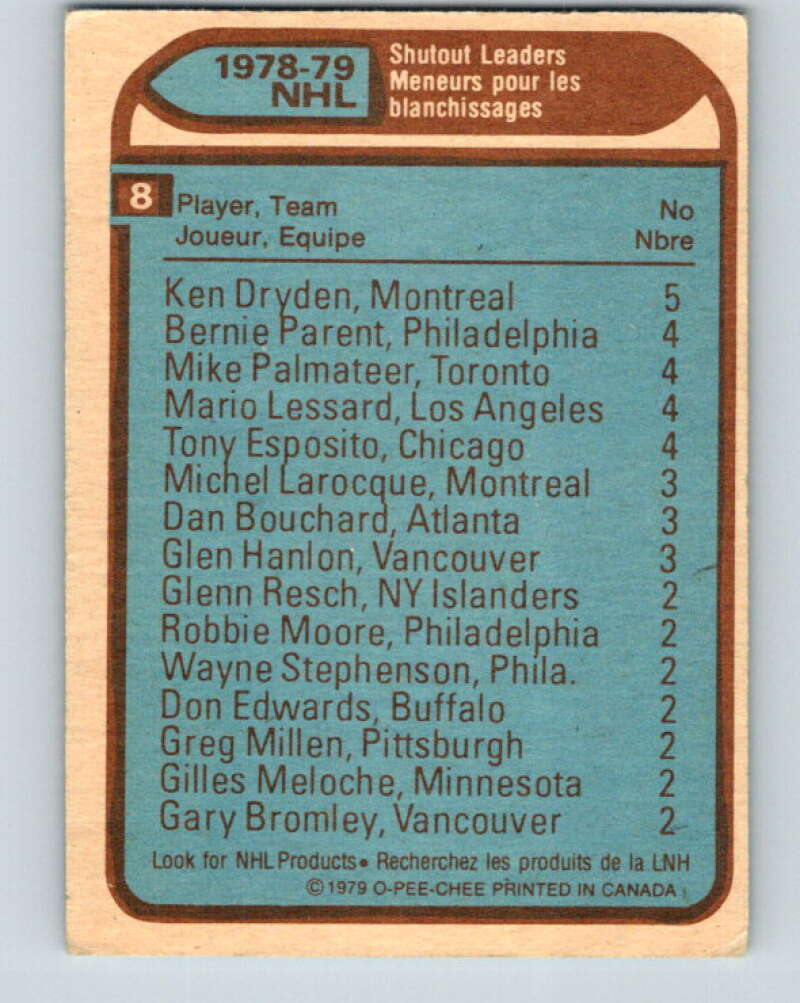 1978-79
NHL
Shutout Leaders
Meneurs pour les
blanchissages
8
Player, Team No
Joueur, Equipe Nbre
Ken Dryden, Montreal 5
Bernie Parent, Philadelphia 4
Mike Palmateer, Toronto 4
Mario Lessard, Los Angeles 4
Tony Esposito, Chicago 4
Michel Larocque, Montreal 3
Dan Bouchard, Atlanta 3
Glen Hanlon, Vancouver 3
Glenn Resch, NY Islanders 2
Robbie Moore, Philadelphia 2
Wayne Stephenson, Phila. 2
Don Edwards, Buffalo 2
Greg Millen, Pittsburgh 2
Gilles Meloche, Minnesota 2
Gary Bromley, Vancouver 2
Look for NHL Products • Recherchez les produits de la LNH
© 1979 O-PEE-CHEE PRINTED IN CANADA